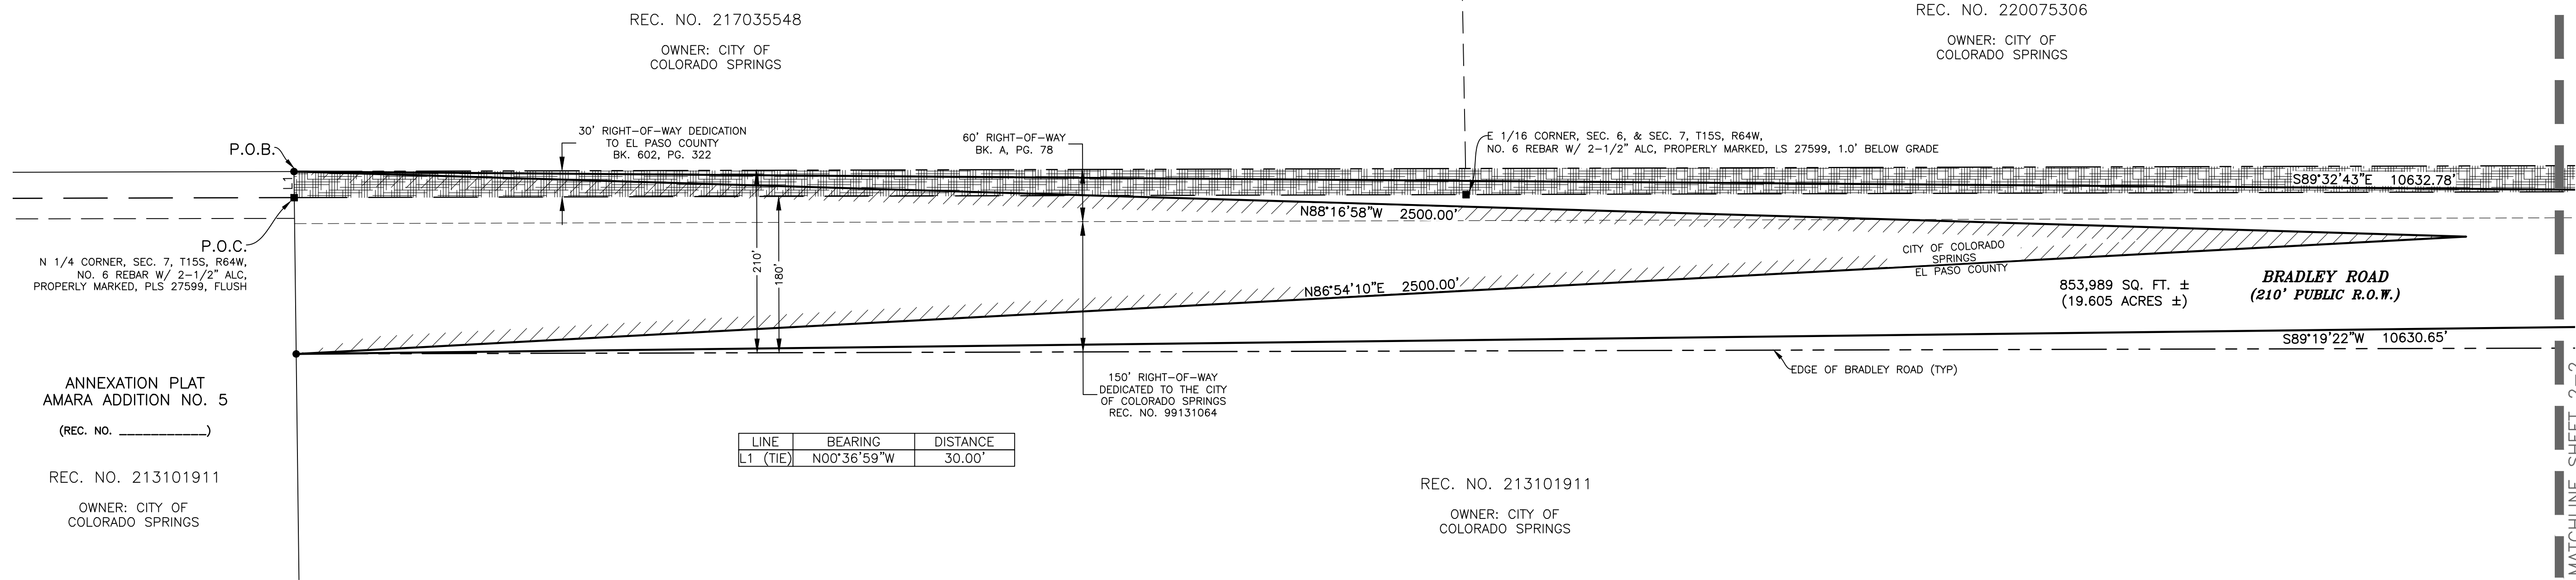 REC. NO. 217035548
OWNER: CITY OF
COLORADO SPRINGS
REC. NO. 220075306
OWNER: CITY OF
COLORADO SPRINGS
P.O.B.
L1
30' RIGHT-OF-WAY DEDICATION
TO EL PASO COUNTY
BK. 602, PG. 322
60' RIGHT-OF-WAY
BK. A, PG. 78
E 1/16 CORNER, SEC. 6, & SEC. 7, T15S, R64W,
NO. 6 REBAR W/ 2-1/2" ALC, PROPERLY MARKED, LS 27599, 1.0' BELOW GRADE
S89°32'43"E 10632.78'
P.O.C.
N 1/4 CORNER, SEC. 7, T15S, R64W,
NO. 6 REBAR W/ 2-1/2" ALC,
PROPERLY MARKED, PLS 27599, FLUSH
N88°16'58"W 2500.00'
210'
180'
CITY OF COLORADO
SPRINGS
EL PASO COUNTY
N86°54'10"E 2500.00'
853,989 SQ. FT. ±
(19.605 ACRES ±)
BRADLEY ROAD
(210' PUBLIC R.O.W.)
S89°19'22"W 10630.65'
EDGE OF BRADLEY ROAD (TYP)
150' RIGHT-OF-WAY
DEDICATED TO THE CITY
OF COLORADO SPRINGS
REC. NO. 99131064
ANNEXATION PLAT
AMARA ADDITION NO. 5
(REC. NO. ___________)
REC. NO. 213101911
OWNER: CITY OF
COLORADO SPRINGS
LINE BEARING DISTANCE
L1 (TIE) N00°36'59"W 30.00'
REC. NO. 213101911
OWNER: CITY OF
COLORADO SPRINGS
MATCHLINE SHEET 2-2